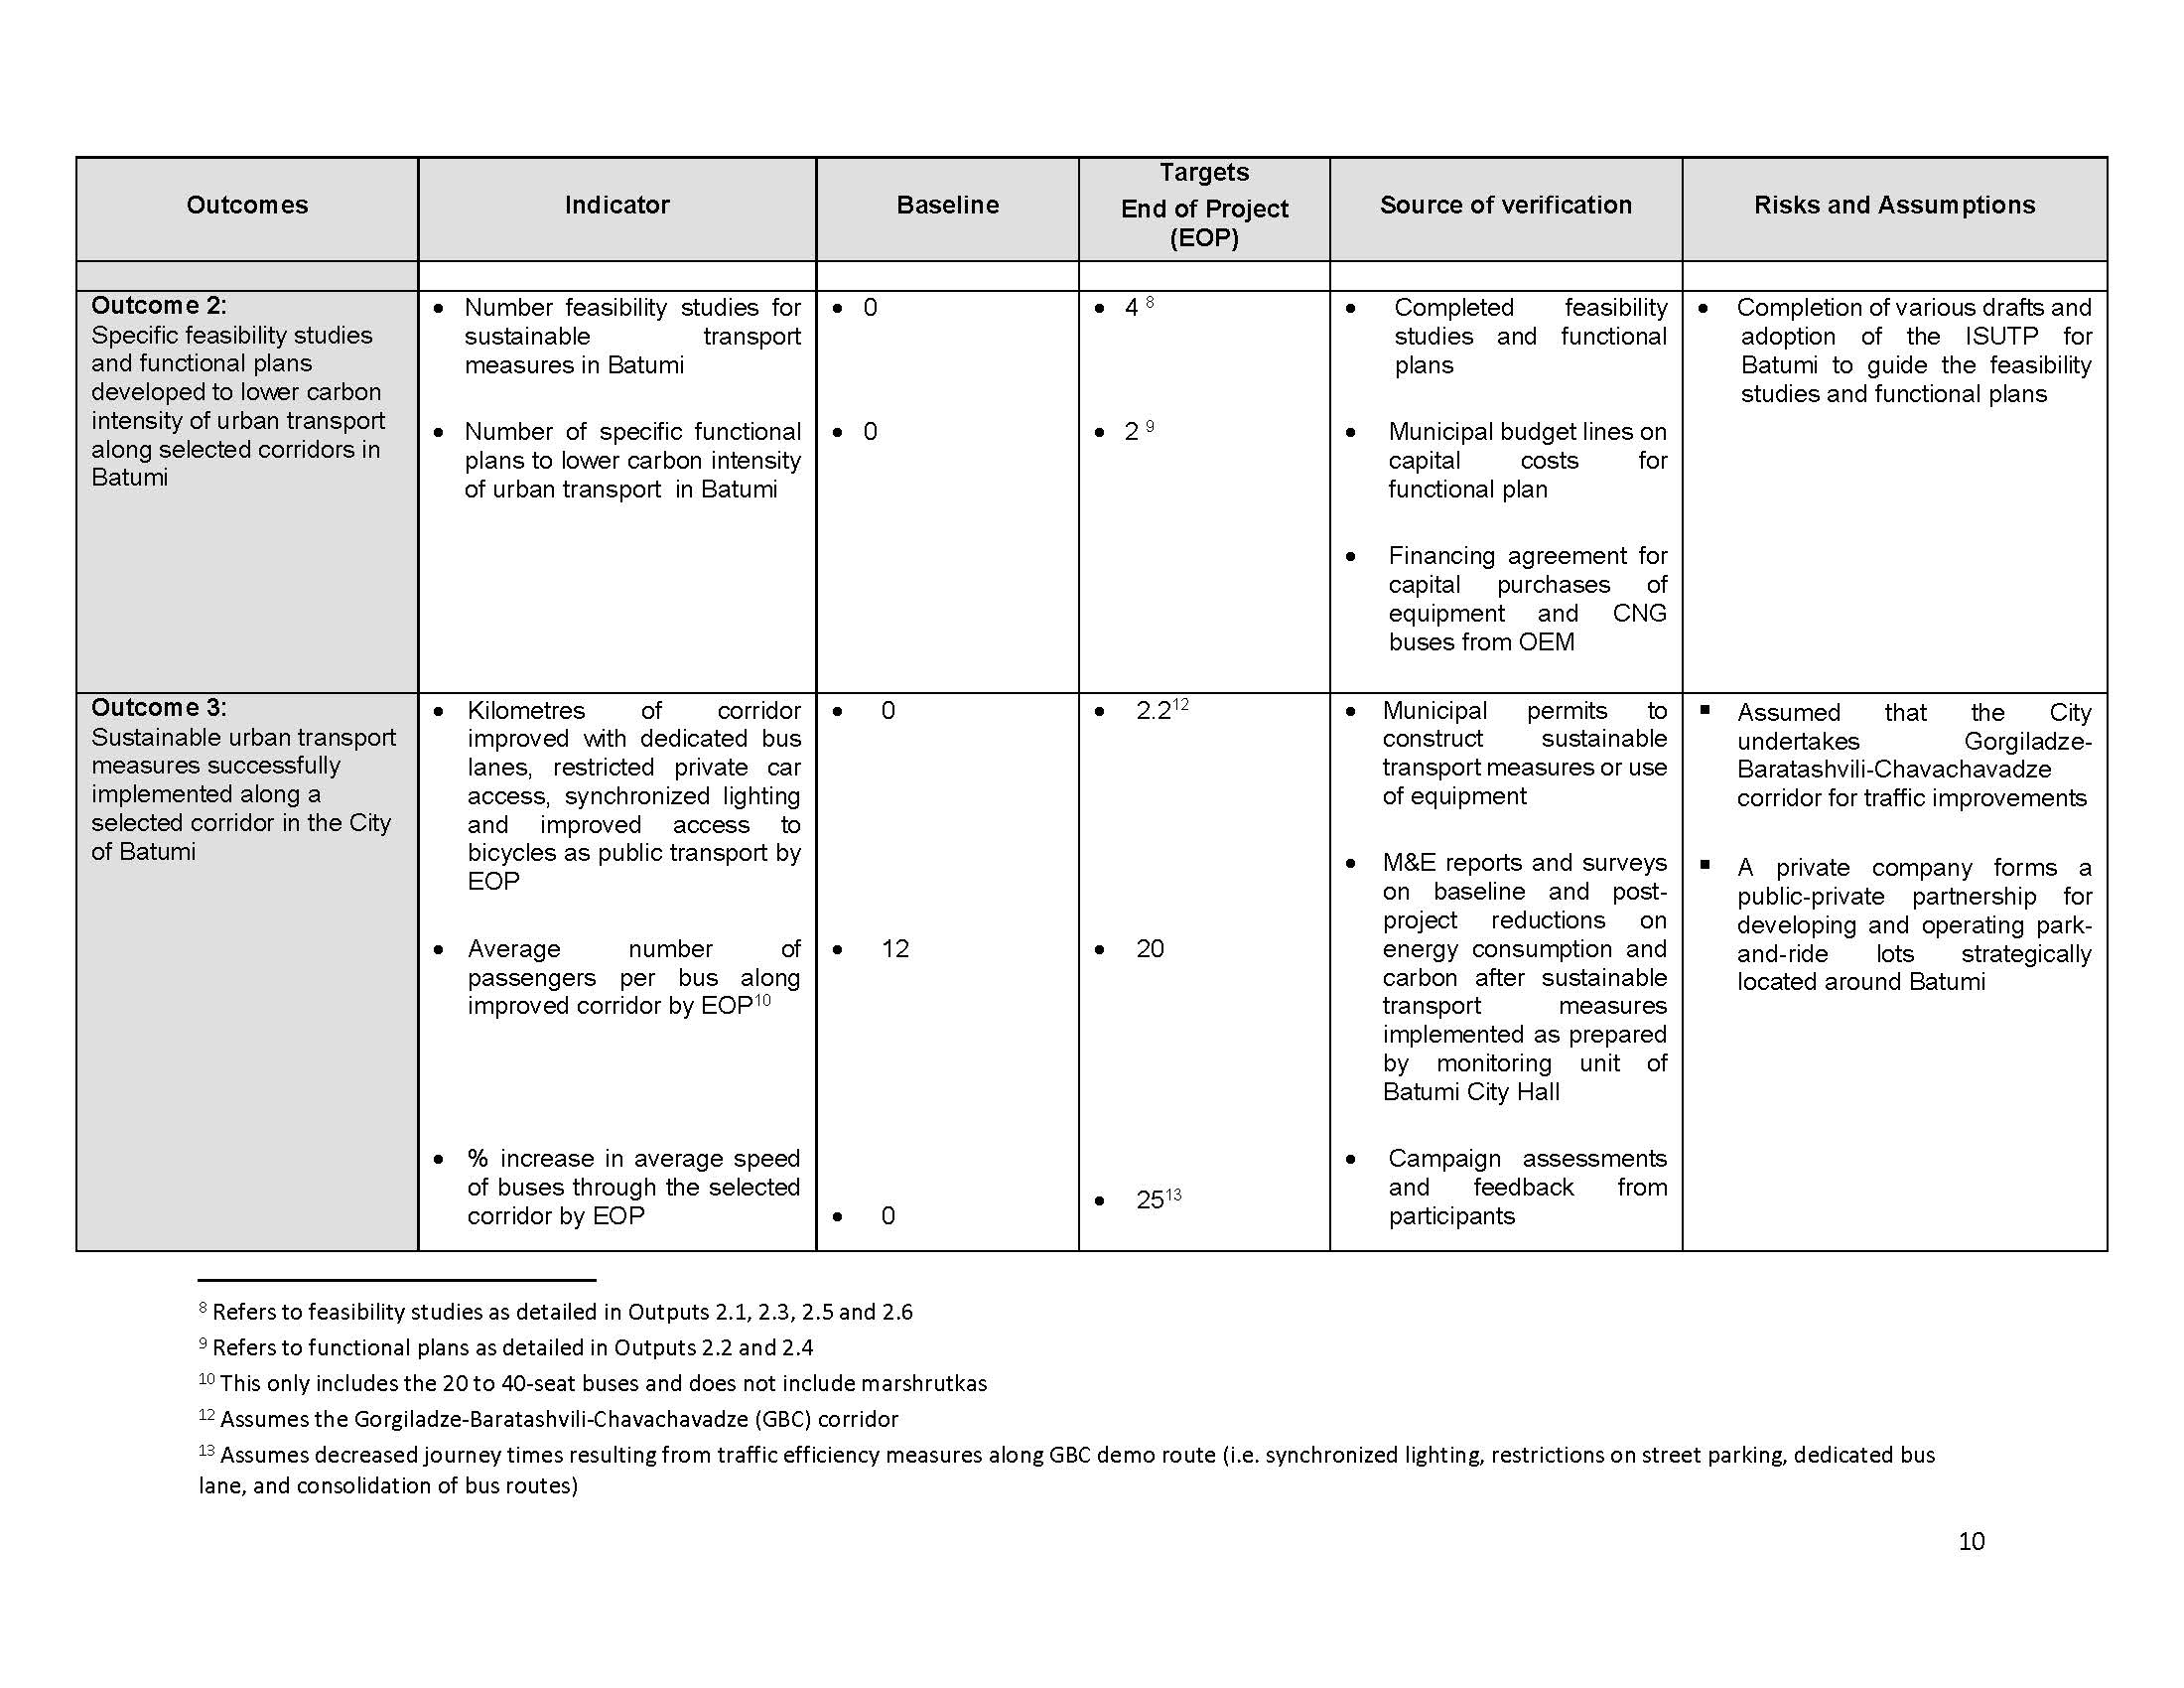 Outcomes
Indicator
Baseline
Targets
End of Project
(EOP)
Source of verification
Risks and Assumptions
Outcome 2:
Specific feasibility studies
and functional plans
developed to lower carbon
intensity of urban transport
along selected corridors in
Batumi
• Number feasibility studies for
sustainable transport
measures in Batumi
• Number of specific functional
plans to lower carbon intensity
of urban transport in Batumi
• 0
• 0
• 4 8
• 2 9
• Completed feasibility
studies and functional
plans
• Municipal budget lines on
capital costs for
functional plan
• Financing agreement for
capital purchases of
equipment and CNG
buses from OEM
• Completion of various drafts and
adoption of the ISUTP for
Batumi to guide the feasibility
studies and functional plans
Outcome 3:
Sustainable urban transport
measures successfully
implemented along a
selected corridor in the City
of Batumi
• Kilometres of corridor
improved with dedicated bus
lanes, restricted private car
access, synchronized lighting
and improved access to
bicycles as public transport by
EOP
• Average number of
passengers per bus along
improved corridor by EOP10
• % increase in average speed
of buses through the selected
corridor by EOP
• 0
• 12
• 0
• 2.212
• 20
• 2513
• Municipal permits to
construct sustainable
transport measures or use
of equipment
• M&E reports and surveys
on baseline and post-
project reductions on
energy consumption and
carbon after sustainable
transport measures
implemented as prepared
by monitoring unit of
Batumi City Hall
• Campaign assessments
and feedback from
participants
▪ Assumed that the City
undertakes Gorgiladze-
Baratashvili-Chavachavadze
corridor for traffic improvements
▪ A private company forms a
public-private partnership for
developing and operating park-
and-ride lots strategically
located around Batumi
8 Refers to feasibility studies as detailed in Outputs 2.1, 2.3, 2.5 and 2.6
9 Refers to functional plans as detailed in Outputs 2.2 and 2.4
10 This only includes the 20 to 40-seat buses and does not include marshrutkas
12 Assumes the Gorgiladze-Baratashvili-Chavachavadze (GBC) corridor
13 Assumes decreased journey times resulting from traffic efficiency measures along GBC demo route (i.e. synchronized lighting, restrictions on street parking, dedicated bus
lane, and consolidation of bus routes)
10